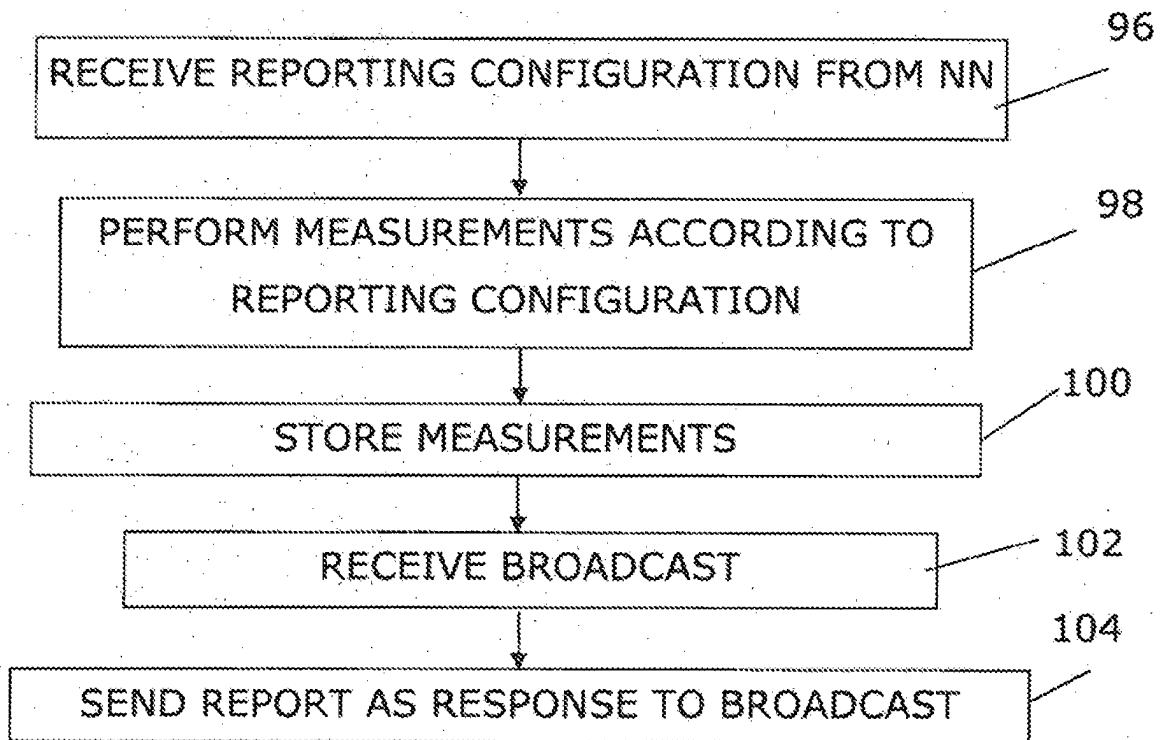 96
RECEIVE REPORTING CONFIGURATION FROM NN
98
PERFORM MEASUREMENTS ACCORDING TO
REPORTING CONFIGURATION
100
STORE MEASUREMENTS
102
RECEIVE BROADCAST
104
SEND REPORT AS RESPONSE TO BROADCAST